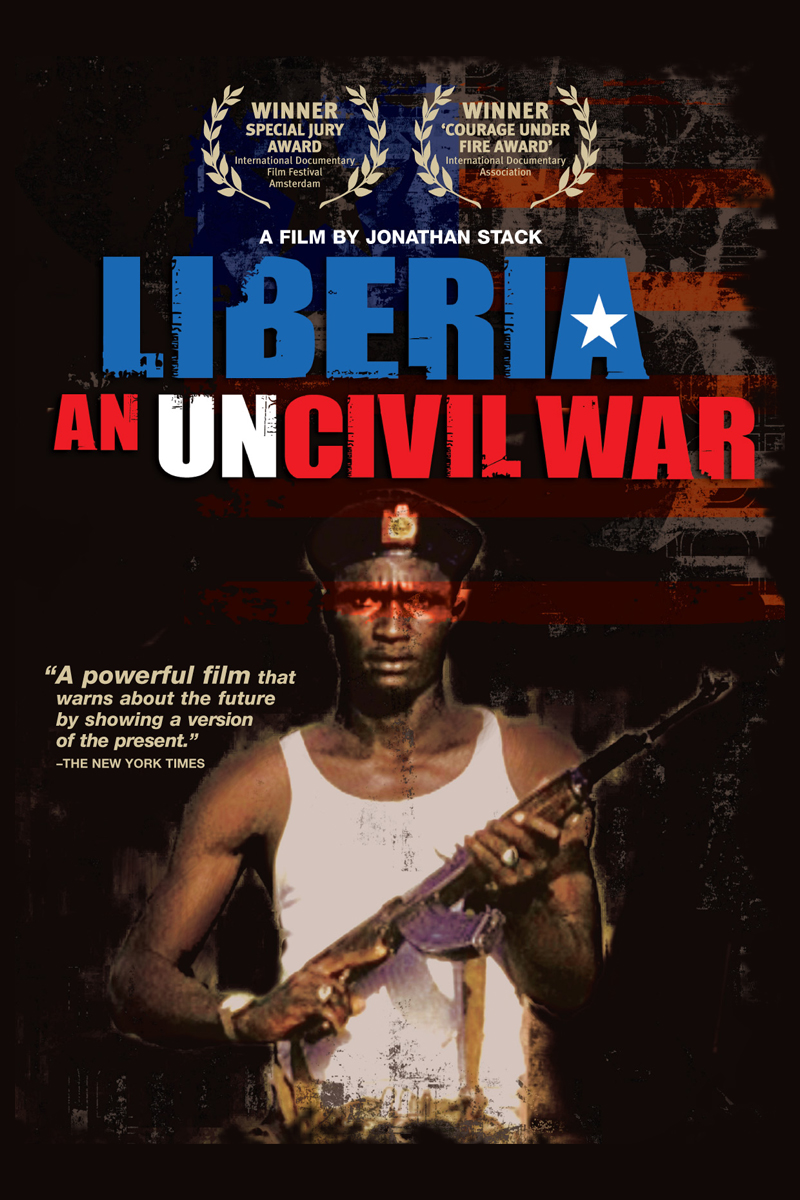 WINNER
SPECIAL JURY
AWARD
International Documentary
Film Festival
Amsterdam
WINNER
‘COURAGE UNDER
FIRE AWARD’
International Documentary
Association
A FILM BY JONATHAN STACK
LIBERIA
AN UNCIVIL WAR
“A powerful film that
warns about the future
by showing a version
of the present.”
–THE NEW YORK TIMES